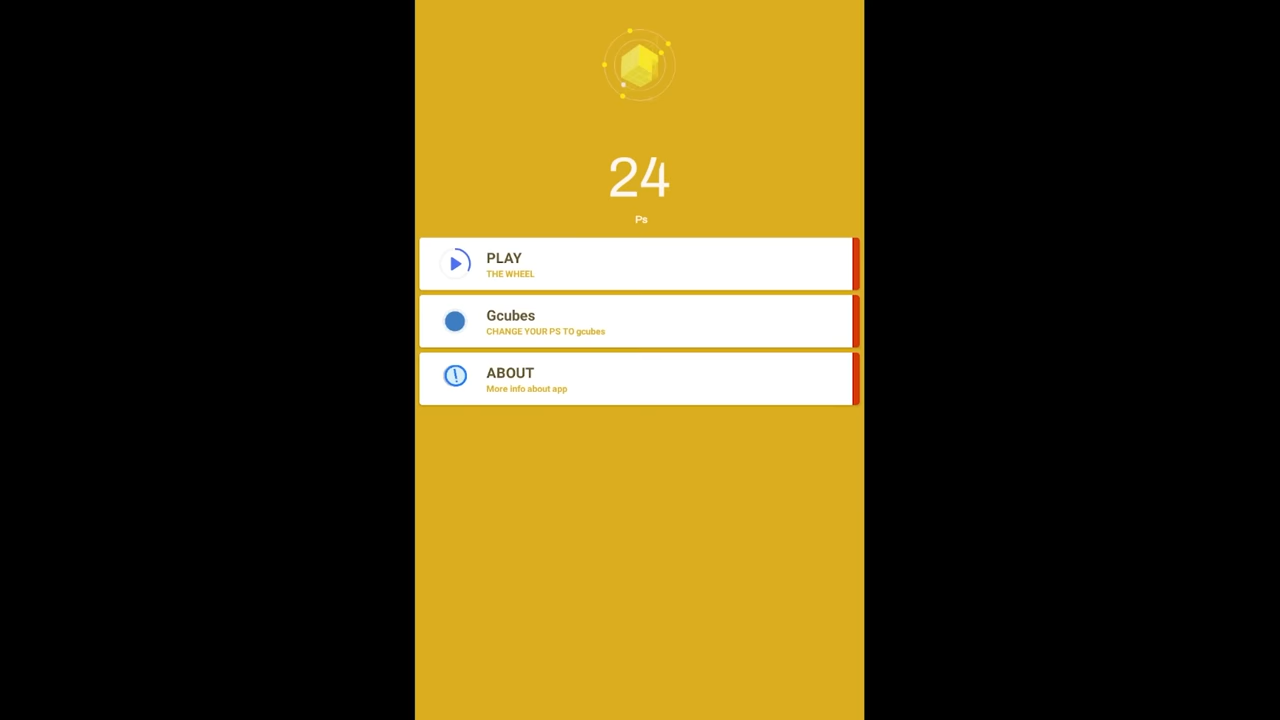 24
Ps
PLAY
THE WHEEL
Gcubes
CHANGE YOUR PS TO gcubes
ABOUT
More info about app